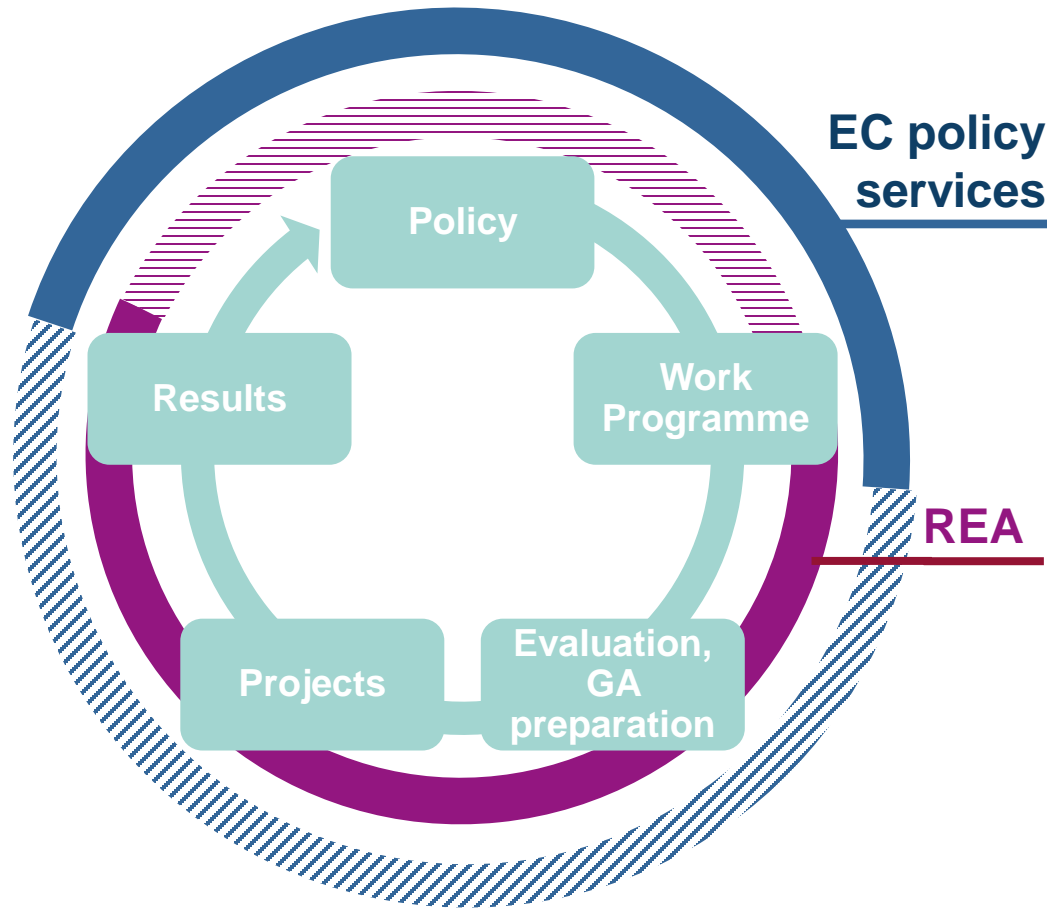 EC policy
services
Policy
Work
Programme
Results
REA
Evaluation,
GA
preparation
Projects